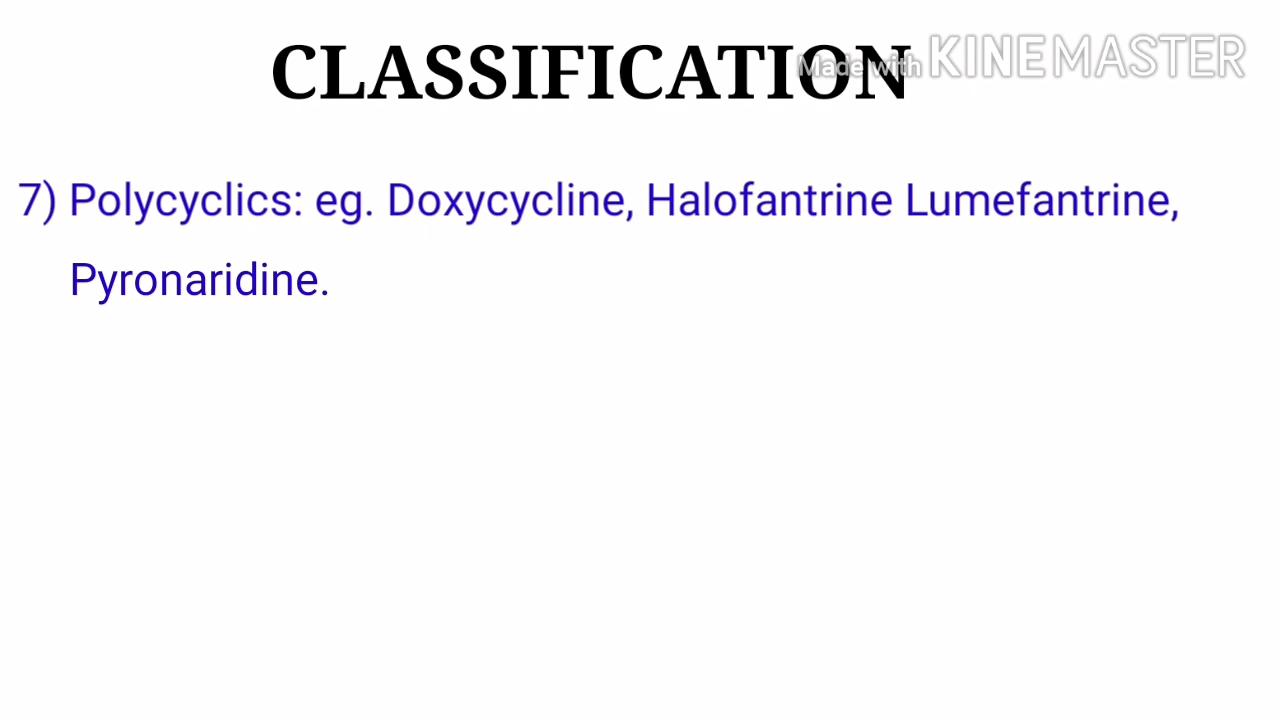 CLASSIFICATION
Made with KINEMASTER
7) Polycyclics: eg. Doxycycline, Halofantrine Lumefantrine,
Pyronaridine.